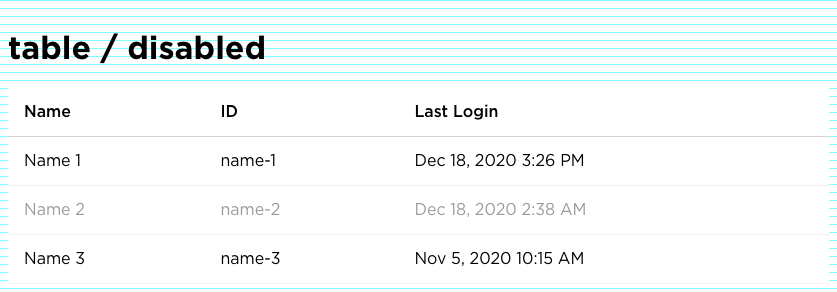 table / disabled
Name ID Last Login
Name 1 name-1 Dec 18, 2020 3:26 PM
Name 2 name-2 Dec 18, 2020 2:38 AM
Name 3 name-3 Nov 5, 2020 10:15 AM